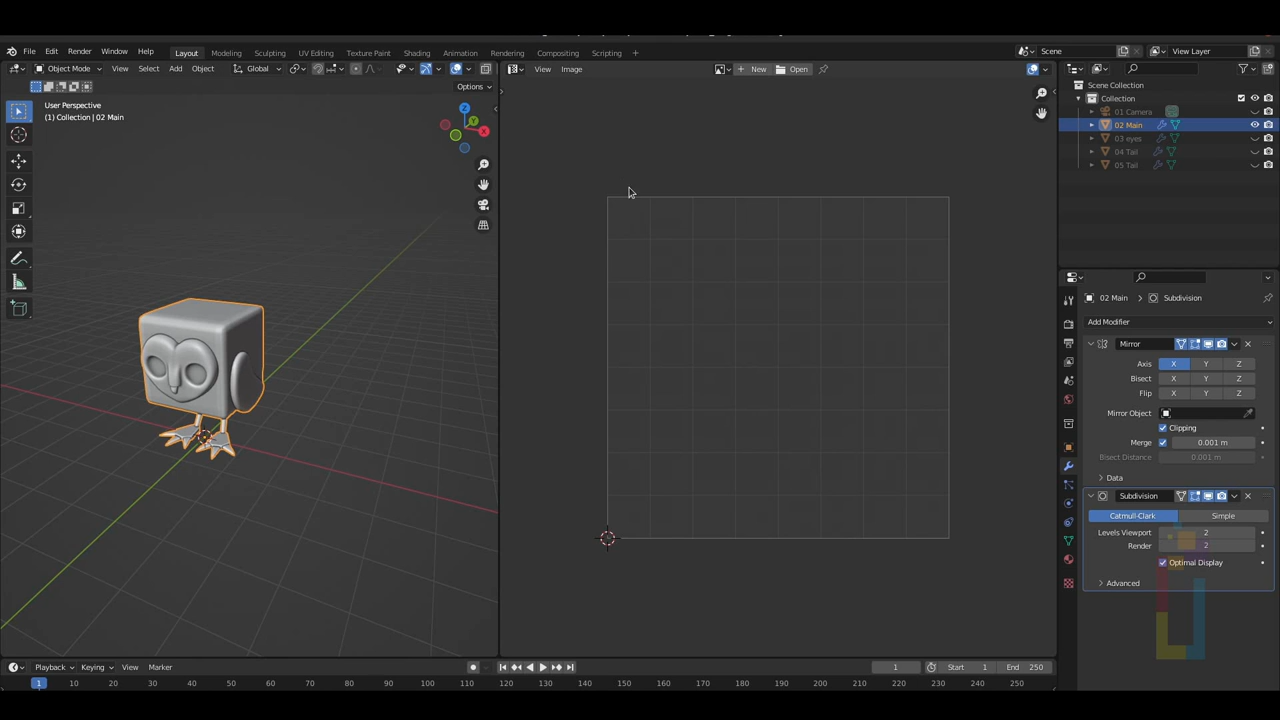 File Edit Render Window Help Layout Modeling Sculpting UV Editing Texture Paint Shading Animation Rendering Compositing Scripting + Scene View Layer
Object Mode View Select Add Object Global View Image New Open
Options
User Perspective
(1) Collection | 02 Main
Z
Y
X
Scene Collection
Collection
01 Camera
02 Main
03 eyes
04 Tail
05 Tail
02 Main Subdivision
Add Modifier
Mirror
Axis X Y Z
Bisect X Y Z
Flip X Y Z
Mirror Object
Clipping
Merge 0.001 m
Bisect Distance 0.001 m
Data
Subdivision
Catmull-Clark Simple
Levels Viewport 2
Render 2
Optimal Display
Advanced
Playback Keying View Marker 1 Start 1 End 250
1 10 20 30 40 50 60 70 80 90 100 110 120 130 140 150 160 170 180 190 200 210 220 230 240 250